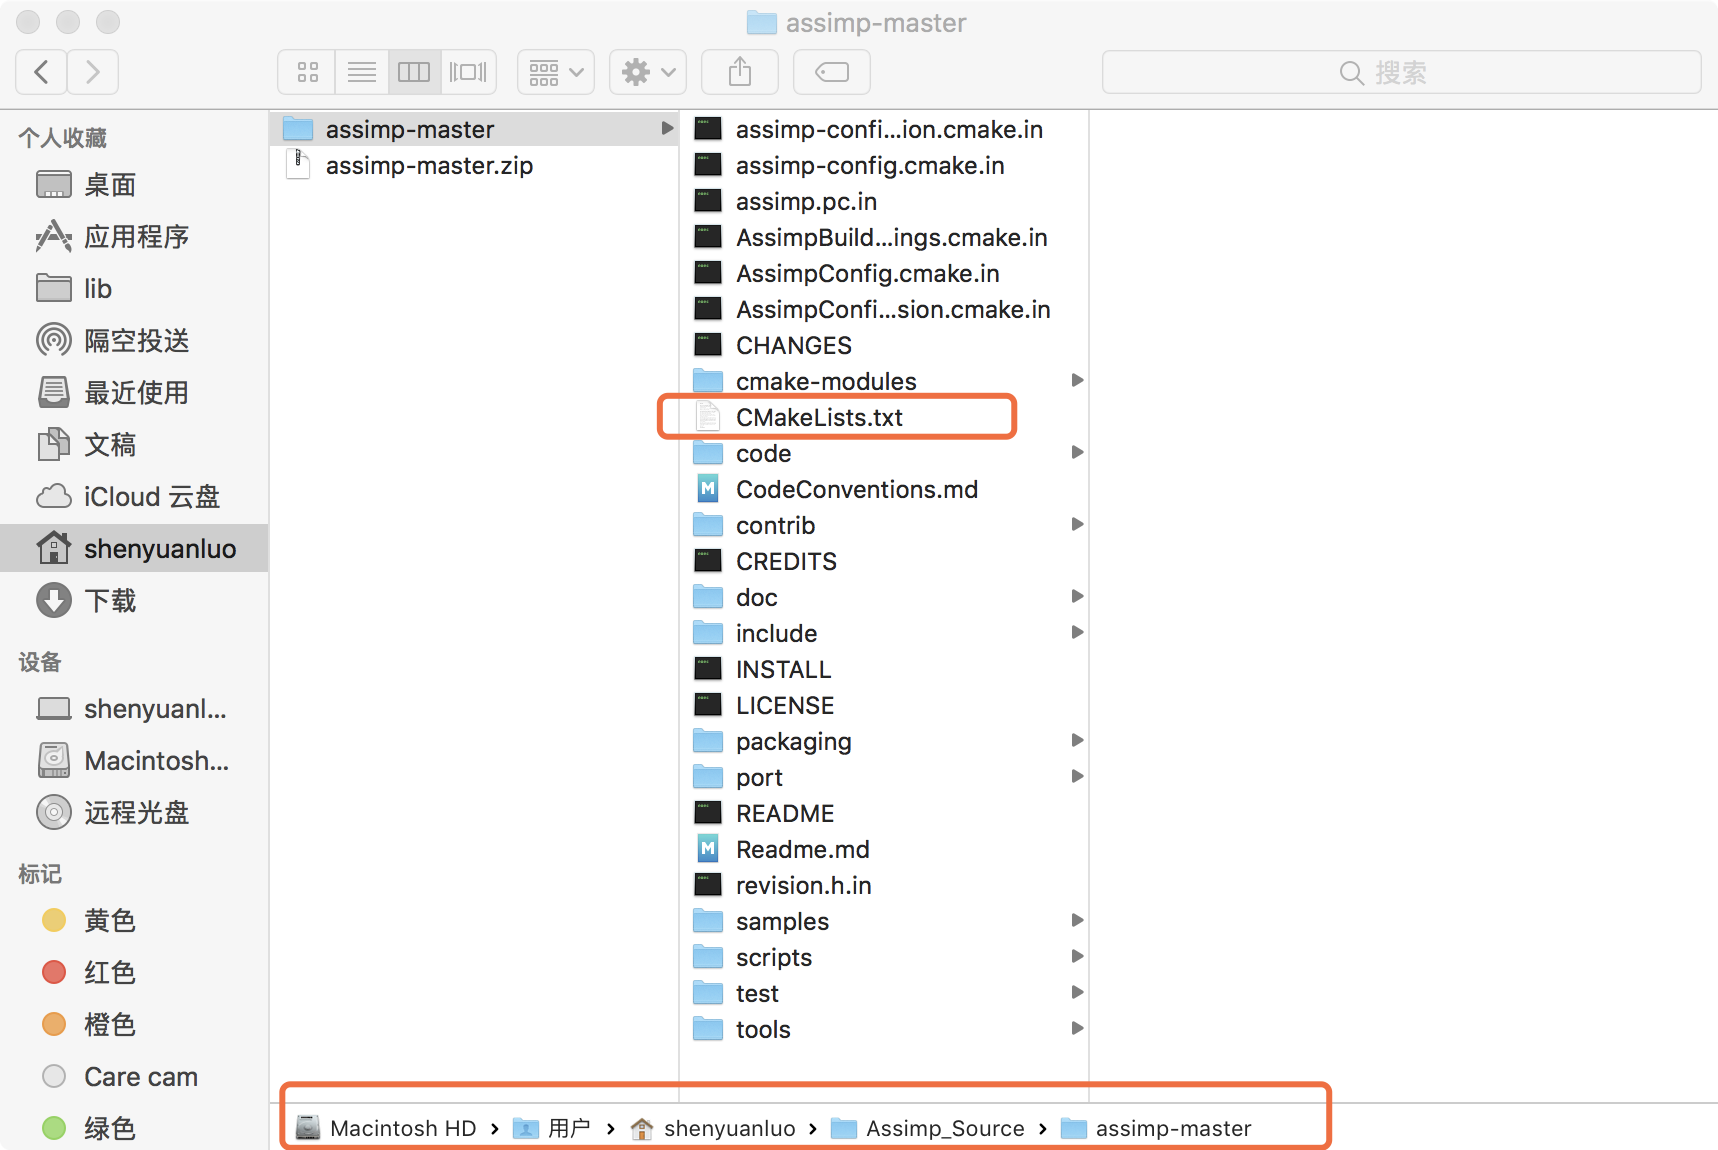 assimp-master
搜索
个人收藏
桌面
应用程序
lib
隔空投送
最近使用
文稿
iCloud 云盘
shenyuanluo
下载
设备
shenyuanl...
Macintosh...
远程光盘
标记
黄色
红色
橙色
Care cam
绿色
assimp-master
assimp-master.zip
assimp-confi...ion.cmake.in
assimp-config.cmake.in
assimp.pc.in
AssimpBuild...ings.cmake.in
AssimpConfig.cmake.in
AssimpConfi...sion.cmake.in
CHANGES
cmake-modules
CMakeLists.txt
code
CodeConventions.md
contrib
CREDITS
doc
include
INSTALL
LICENSE
packaging
port
README
Readme.md
revision.h.in
samples
scripts
test
tools
Macintosh HD › 用户 › shenyuanluo › Assimp_Source › assimp-master